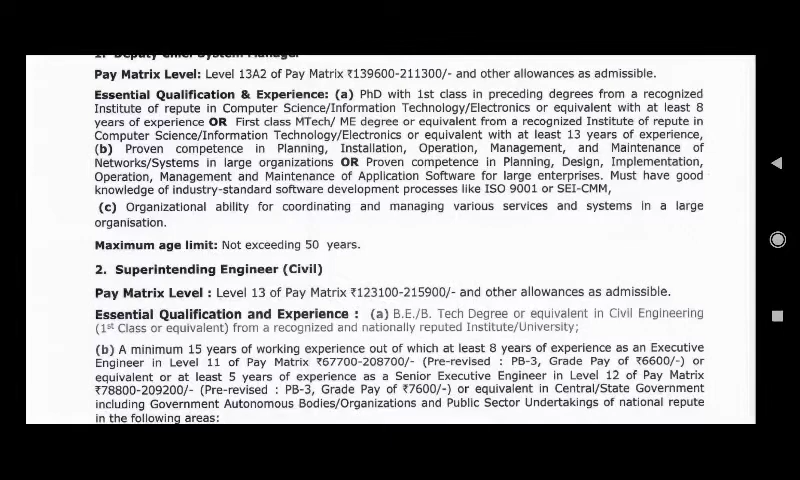 1. Deputy Chief System Manager
Pay Matrix Level: Level 13A2 of Pay Matrix ₹139600-211300/- and other allowances as admissible.
Essential Qualification & Experience: (a) PhD with 1st class in preceding degrees from a recognized
Institute of repute in Computer Science/Information Technology/Electronics or equivalent with at least 8
years of experience OR First class MTech/ ME degree or equivalent from a recognized Institute of repute in
Computer Science/Information Technology/Electronics or equivalent with at least 13 years of experience,
(b) Proven competence in Planning, Installation, Operation, Management, and Maintenance of
Networks/Systems in large organizations OR Proven competence in Planning, Design, Implementation,
Operation, Management and Maintenance of Application Software for large enterprises. Must have good
knowledge of industry-standard software development processes like ISO 9001 or SEI-CMM,
(c) Organizational ability for coordinating and managing various services and systems in a large
organisation.
Maximum age limit: Not exceeding 50 years.
2. Superintending Engineer (Civil)
Pay Matrix Level : Level 13 of Pay Matrix ₹123100-215900/- and other allowances as admissible.
Essential Qualification and Experience : (a) B.E./B. Tech Degree or equivalent in Civil Engineering
(1st Class or equivalent) from a recognized and nationally reputed Institute/University;
(b) A minimum 15 years of working experience out of which at least 8 years of experience as an Executive
Engineer in Level 11 of Pay Matrix ₹67700-208700/- (Pre-revised : PB-3, Grade Pay of ₹6600/-) or
equivalent or at least 5 years of experience as a Senior Executive Engineer in Level 12 of Pay Matrix
₹78800-209200/- (Pre-revised : PB-3, Grade Pay of ₹7600/-) or equivalent in Central/State Government
including Government Autonomous Bodies/Organizations and Public Sector Undertakings of national repute
in the following areas: